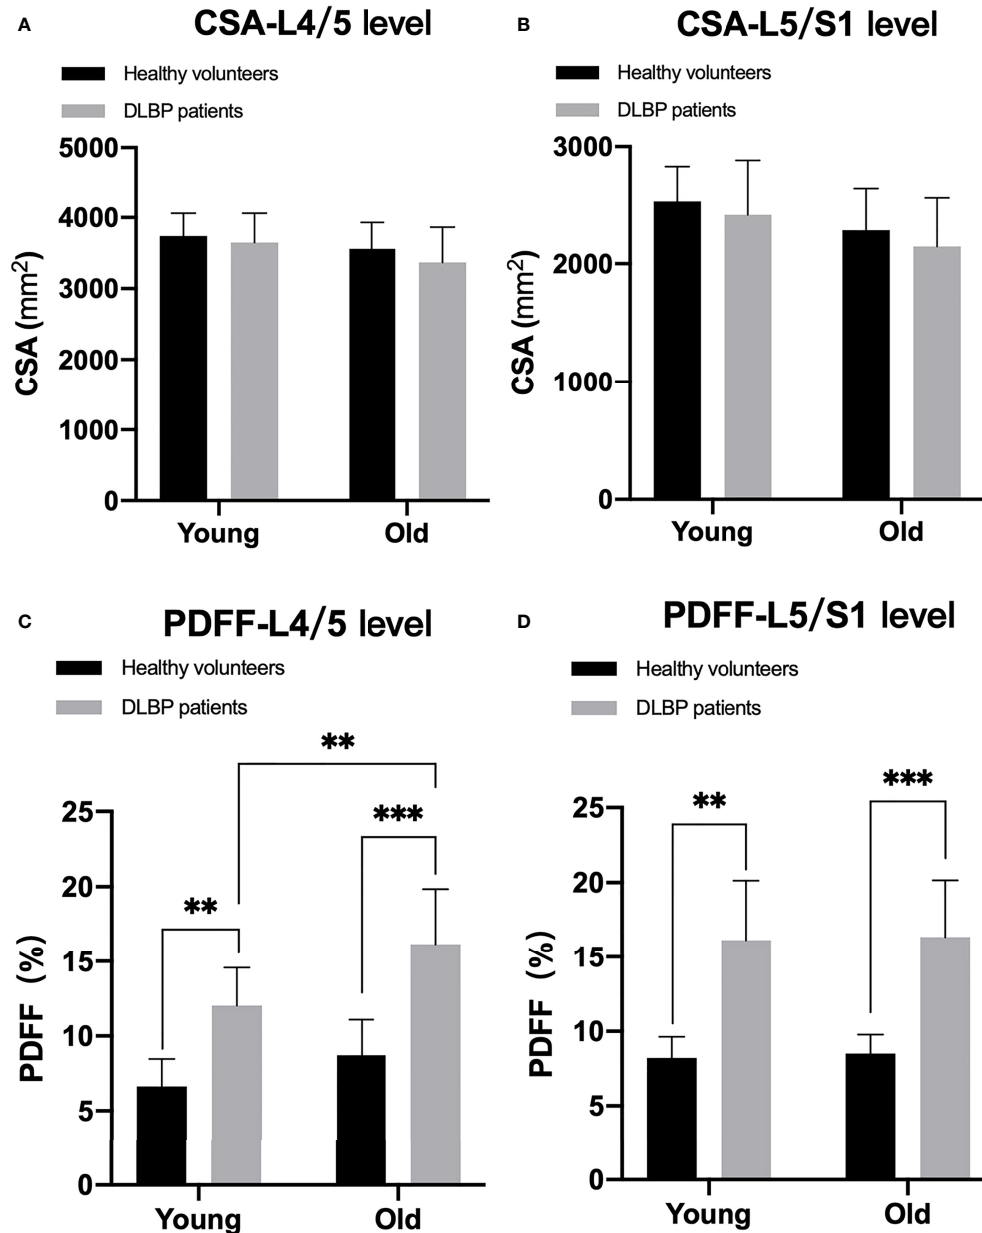 A
CSA-L4/5 level
Healthy volunteers
DLBP patients
5000
4000
3000
2000
1000
0
CSA (mm²)
Young
Old
B
CSA-L5/S1 level
Healthy volunteers
DLBP patients
3000
2000
1000
0
CSA (mm²)
Young
Old
C
PDFF-L4/5 level
Healthy volunteers
DLBP patients
**
***
**
25
20
15
10
5
0
PDFF (%)
Young
Old
D
PDFF-L5/S1 level
Healthy volunteers
DLBP patients
***
**
25
20
15
10
5
0
PDFF (%)
Young
Old